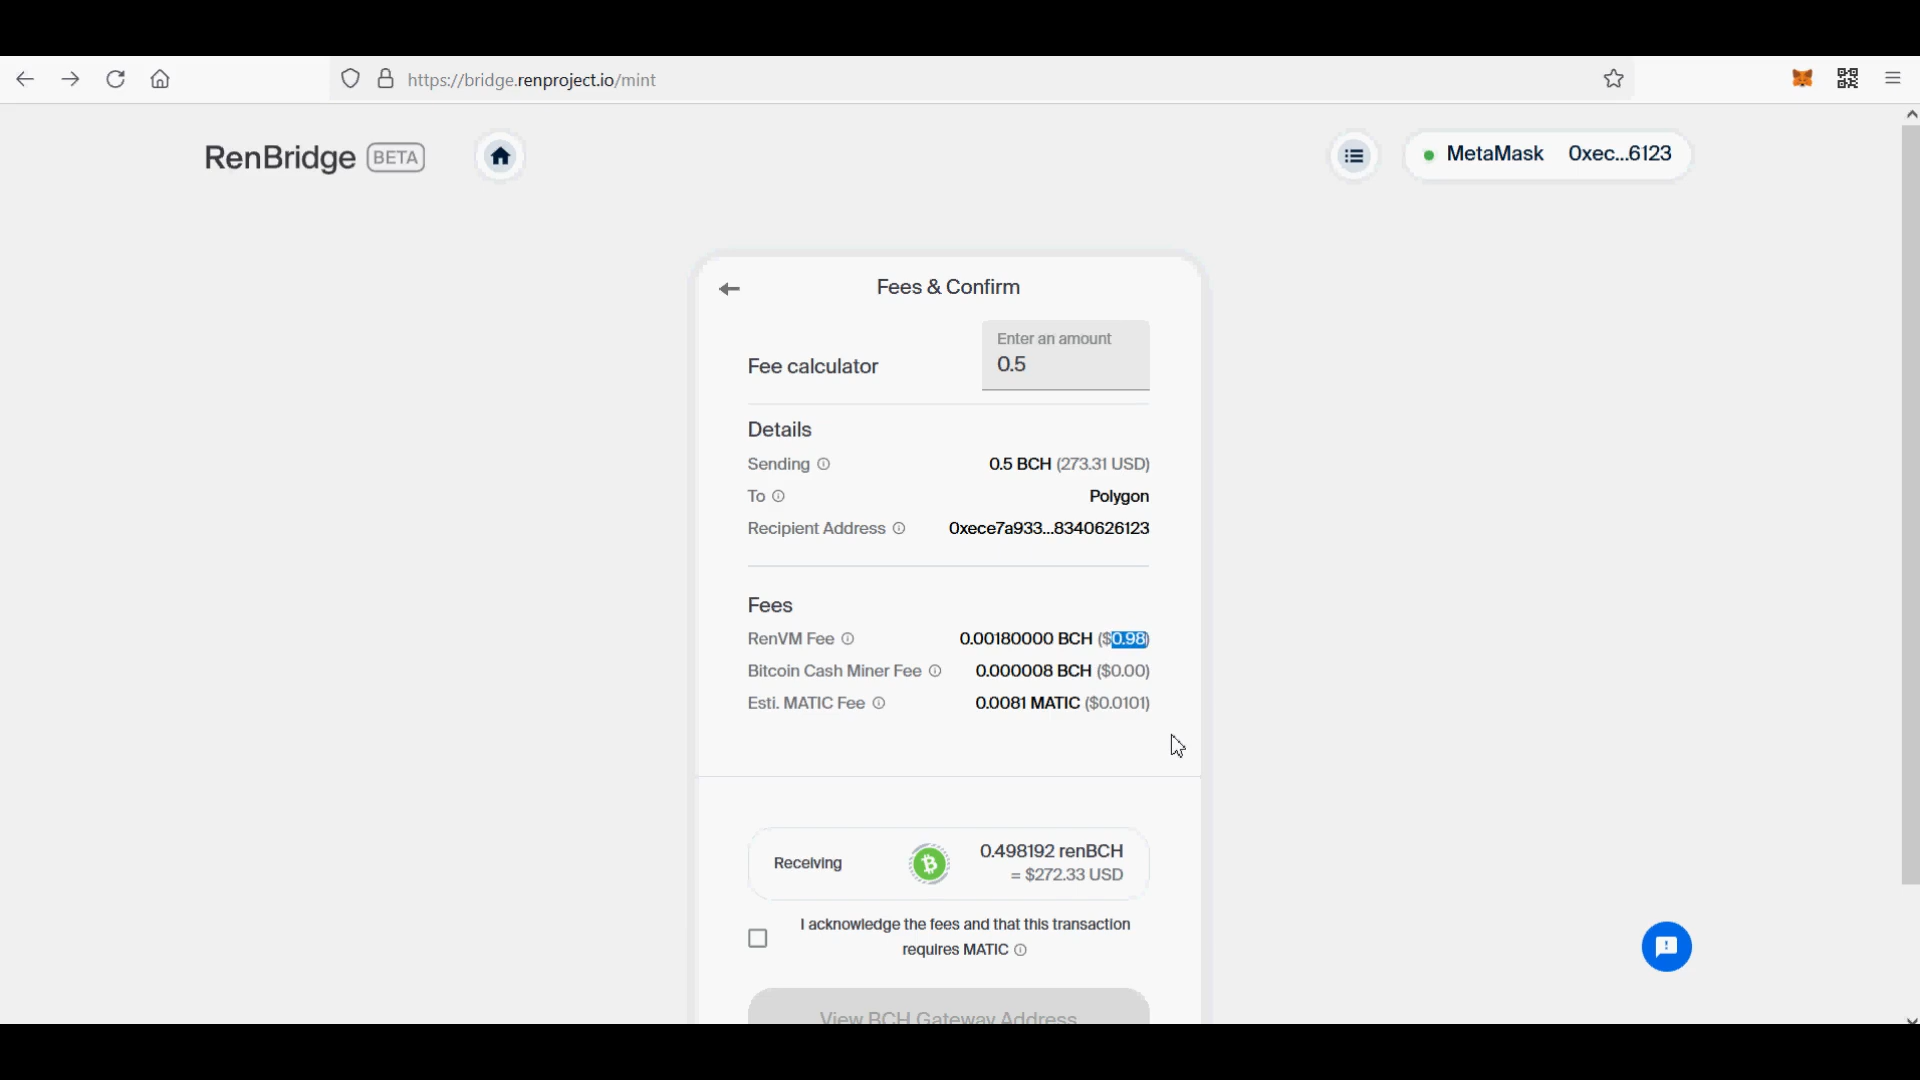 https://bridge.renproject.io/mint
RenBridge BETA
MetaMask 0xec...6123
Fees & Confirm
Enter an amount
Fee calculator 0.5
Details
Sending 0.5 BCH (273.31 USD)
To Polygon
Recipient Address 0xece7a933...8340626123
Fees
RenVM Fee 0.00180000 BCH ($0.98)
Bitcoin Cash Miner Fee 0.000008 BCH ($0.00)
Esti. MATIC Fee 0.0081 MATIC ($0.0101)
Receiving 0.498192 renBCH
= $272.33 USD
I acknowledge the fees and that this transaction
requires MATIC
View BCH Gateway Address